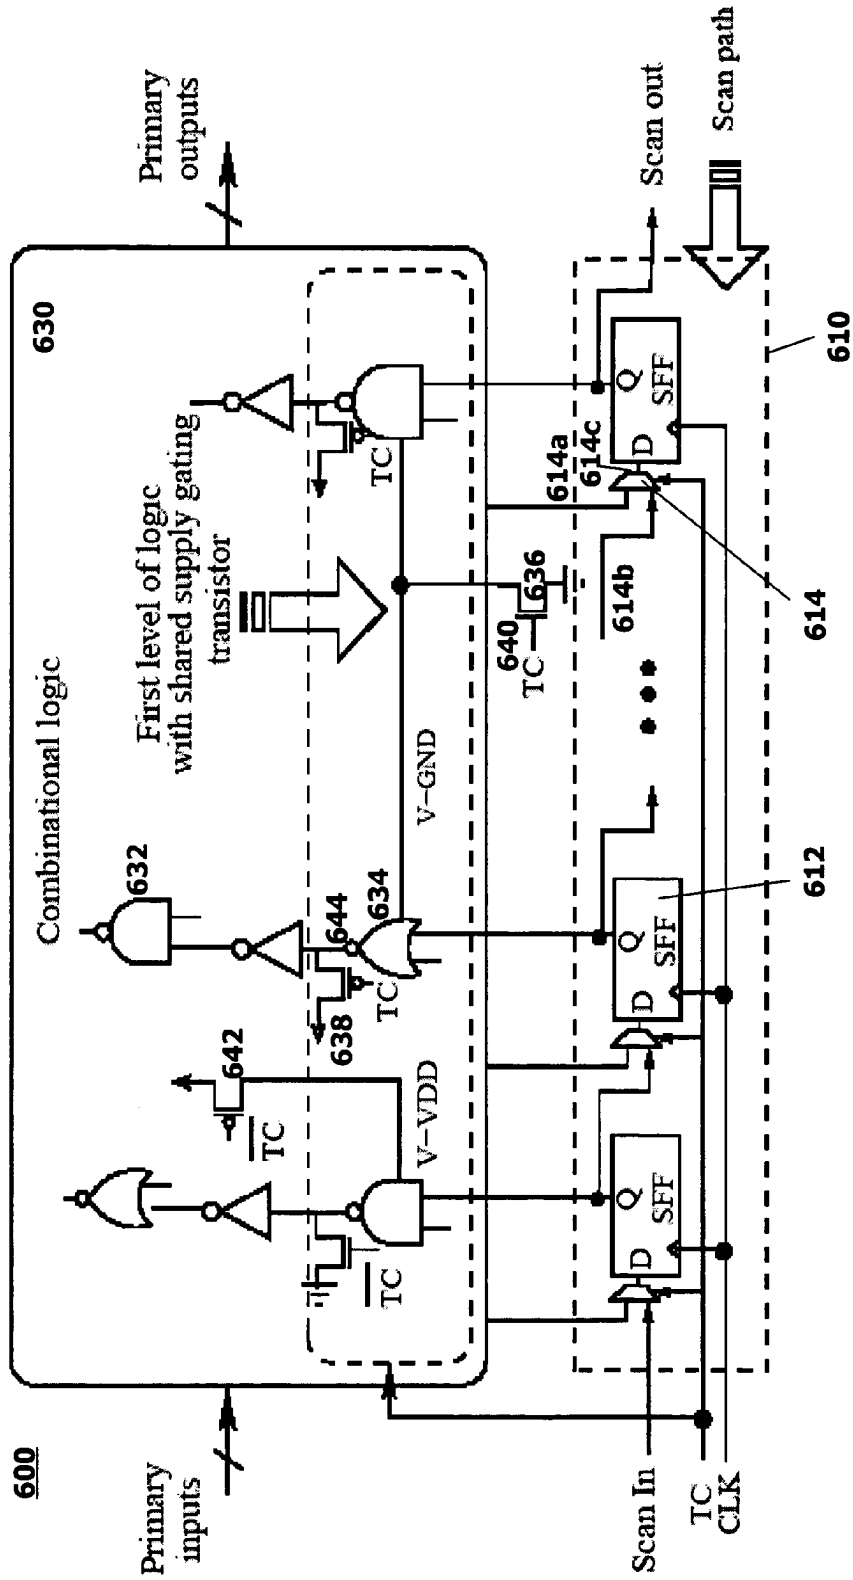 600
Primary
inputs
Primary
outputs
Combinational logic
630
First level of logic
with shared supply gating
transistor
632
642
TC
638
644
634
TC
TC
TC
V-VDD
V-GND
640
TC
636
614a
614c
614b
Q
D
SFF
Q
D
SFF
Q
D
SFF
612
614
610
Scan In
TC
CLK
Scan out
Scan path